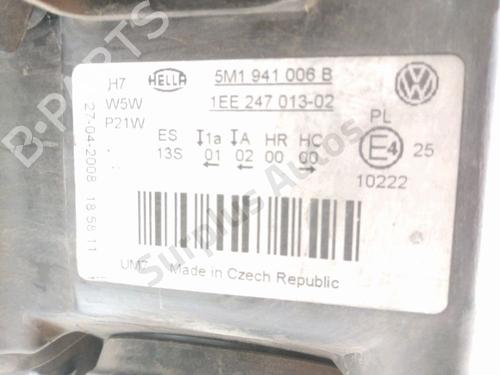 H7 HELLA 5M1 941 006 B
W5W 1EE 247 013-02
P21W PL
ES 1a A HR HC E4 25
13S 01 02 00 00
10222
27-04-2008 18:58 11
Made in Czech Republic
B-PARTS
Surplus Autos